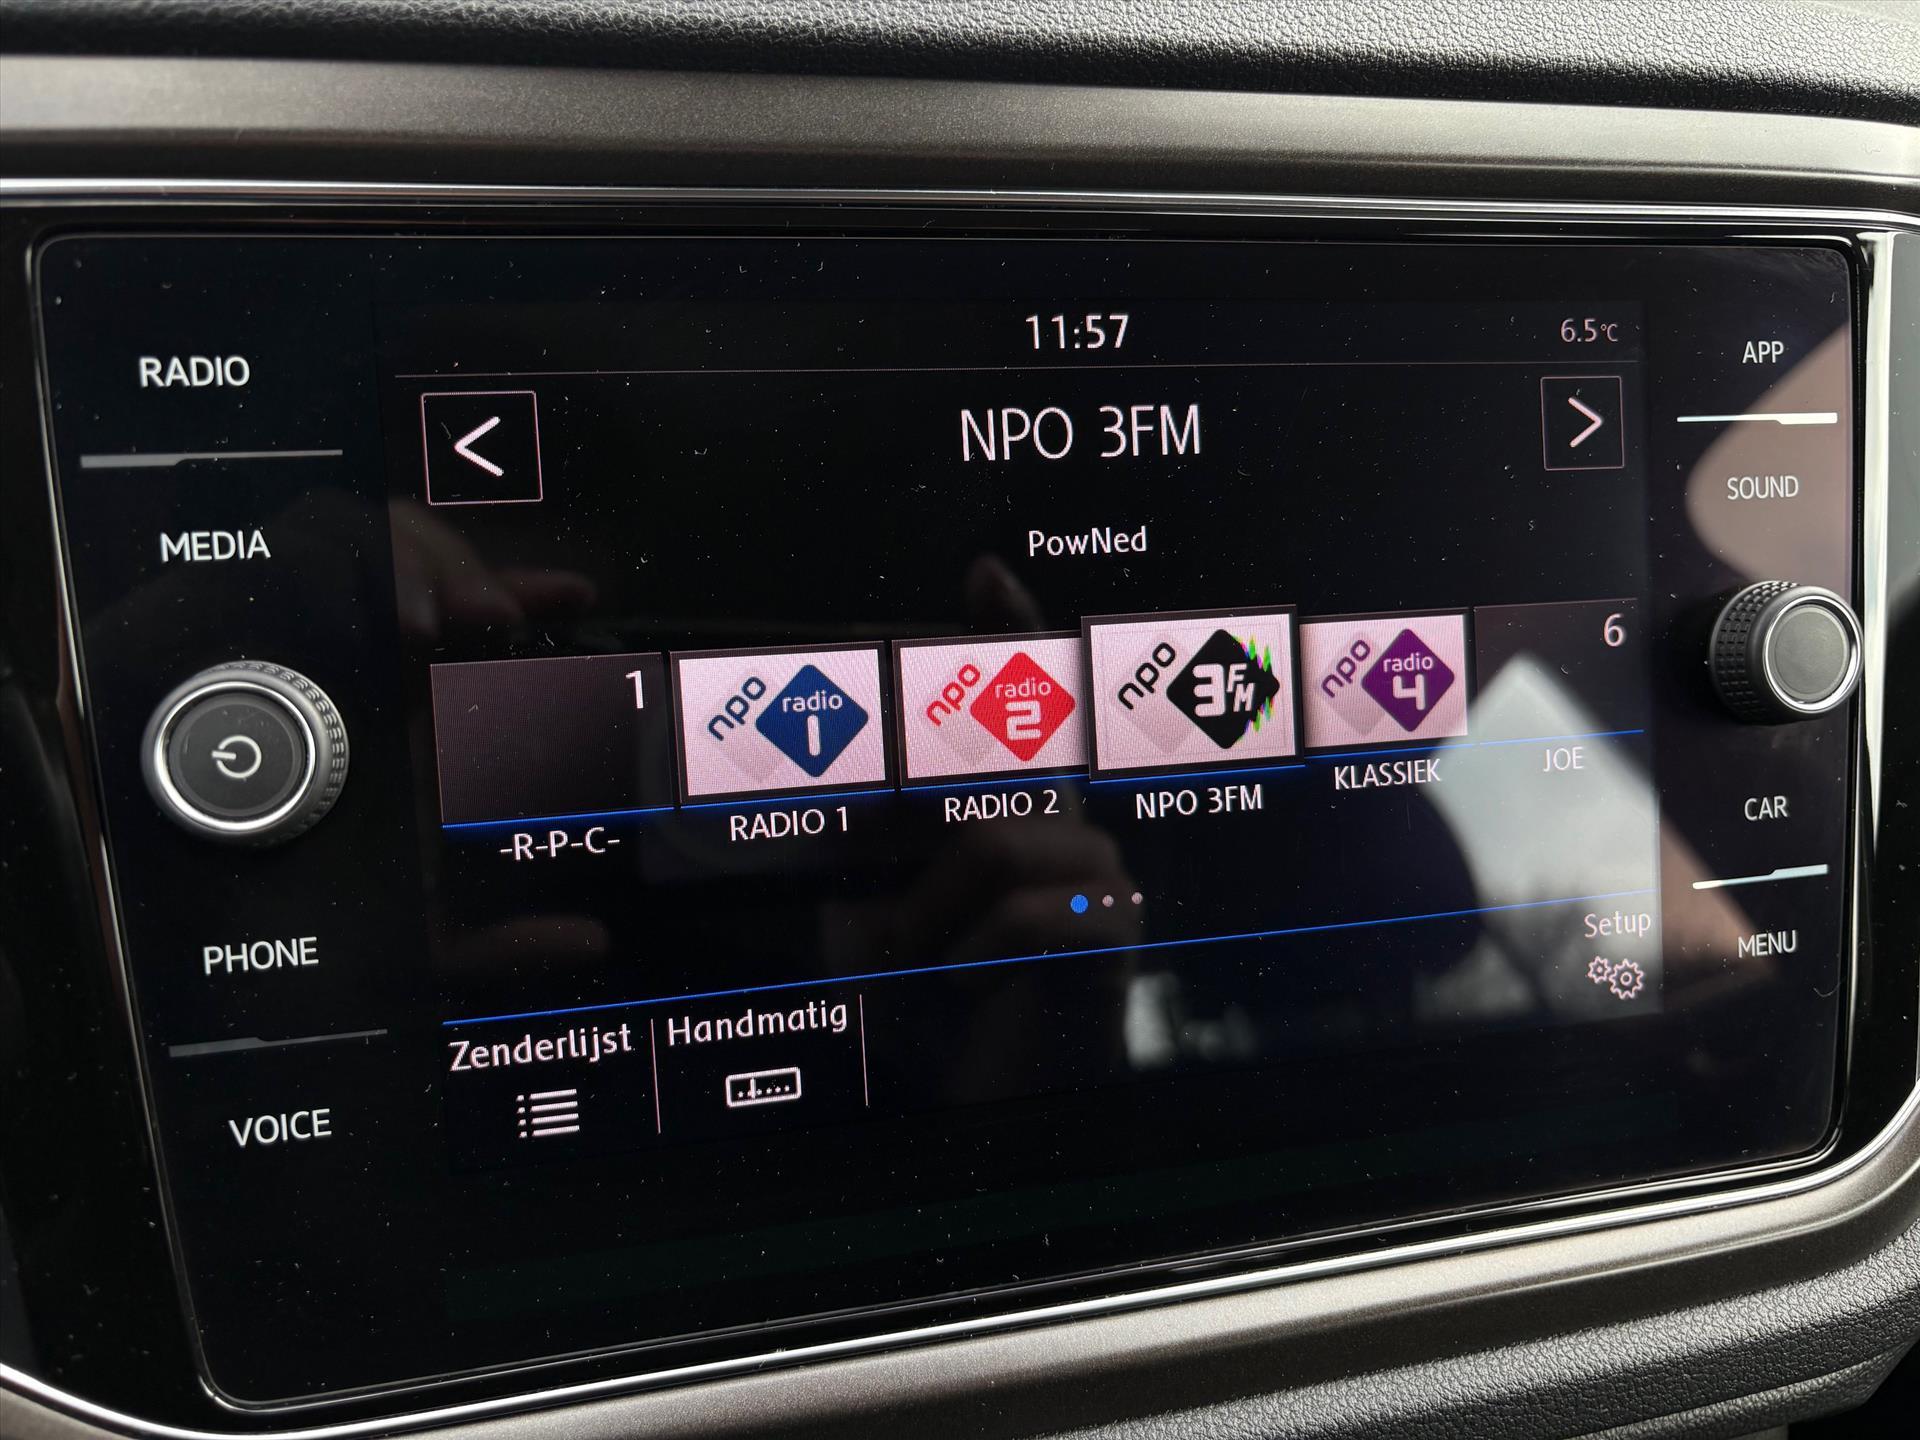 11:57
6.5°C
RADIO
APP
NPO 3FM
SOUND
MEDIA
PowNed
1
npo radio 1
npo radio 2
npo 3FM
npo radio 4
6
-R-P-C-
RADIO 1
RADIO 2
NPO 3FM
KLASSIEK
JOE
CAR
PHONE
Setup
MENU
Zenderlijst
Handmatig
VOICE